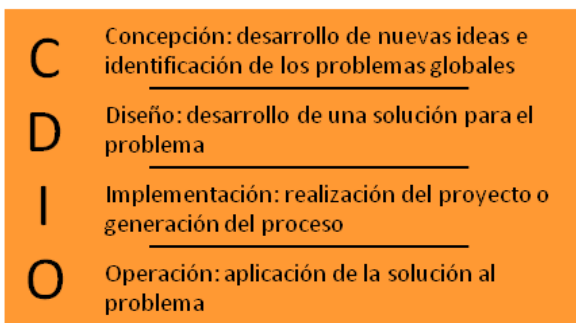 C
Concepción: desarrollo de nuevas ideas e
identificación de los problemas globales
D
Diseño: desarrollo de una solución para el
problema
I
Implementación: realización del proyecto o
generación del proceso
O
Operación: aplicación de la solución al
problema